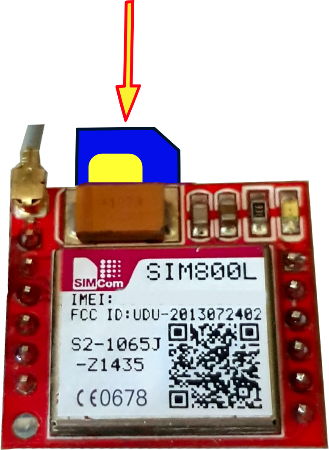 SIMCom
SIM800L
IMEI:
FCC ID:UDU-2013072402
S2-1065J
-Z1435
CE0678